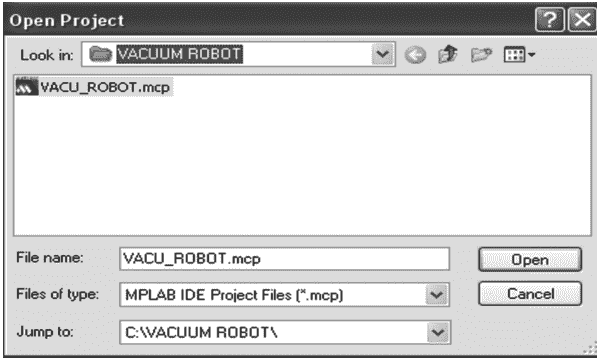 Open Project
Look in: VACUUM ROBOT
VACU_ROBOT.mcp
File name: VACU_ROBOT.mcp Open
Files of type: MPLAB IDE Project Files (*.mcp) Cancel
Jump to: C:\VACUUM ROBOT\